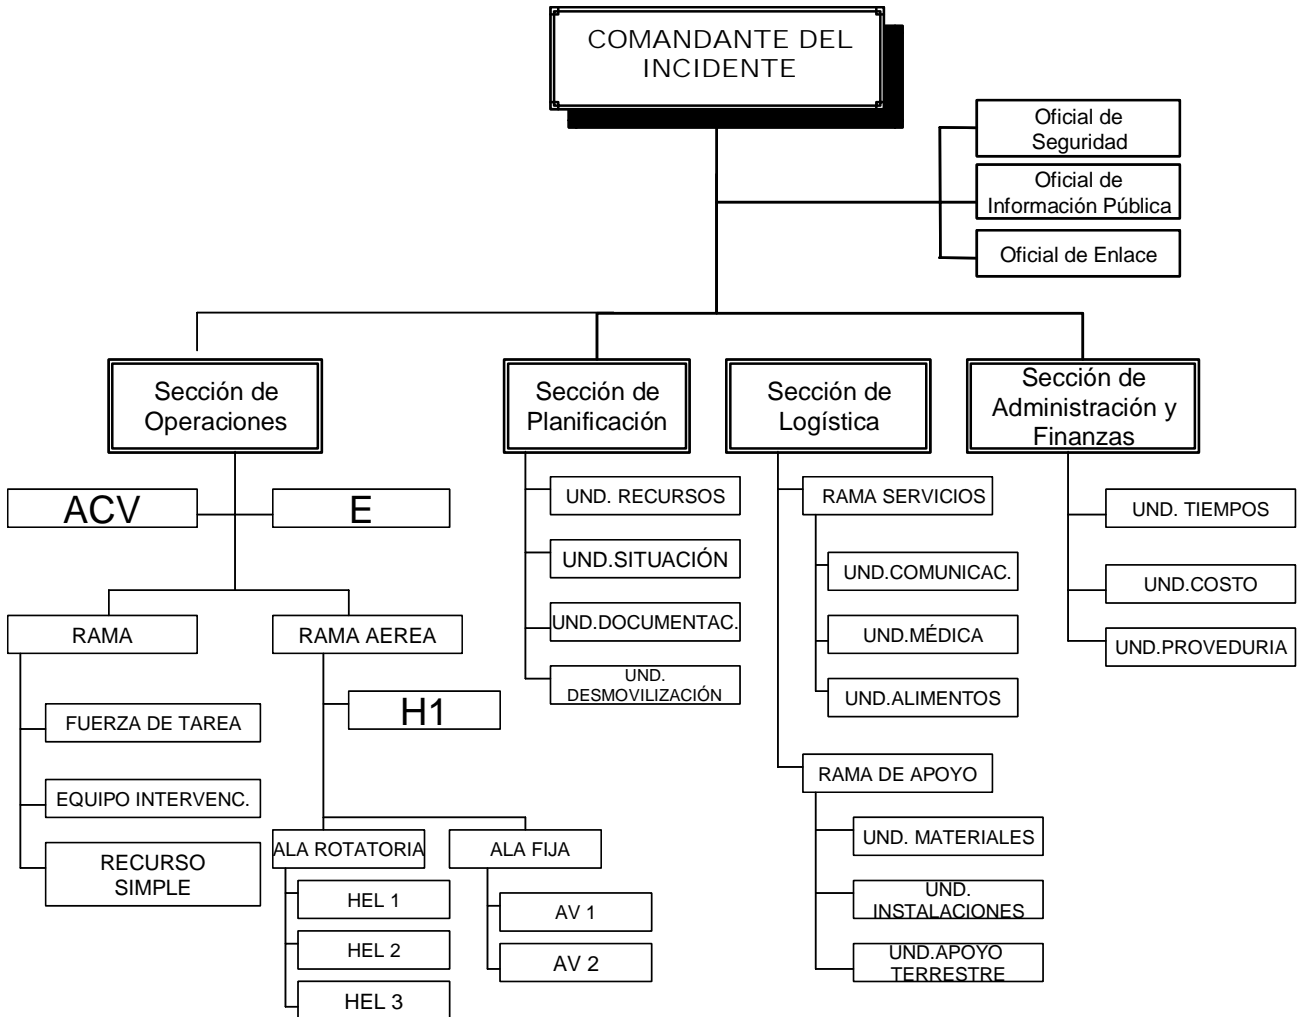 COMANDANTE DEL
INCIDENTE
Oficial de
Seguridad
Oficial de
Información Pública
Oficial de Enlace
Sección de
Operaciones
Sección de
Planificación
Sección de
Logística
Sección de
Administración y
Finanzas
ACV
E
RAMA
RAMA AEREA
FUERZA DE TAREA
EQUIPO INTERVENC.
RECURSO
SIMPLE
H1
ALA ROTATORIA
ALA FIJA
HEL 1
HEL 2
HEL 3
AV 1
AV 2
UND. RECURSOS
UND.SITUACIÓN
UND.DOCUMENTAC.
UND.
DESMOVILIZACIÓN
RAMA SERVICIOS
UND.COMUNICAC.
UND.MÉDICA
UND.ALIMENTOS
RAMA DE APOYO
UND. MATERIALES
UND.
INSTALACIONES
UND.APOYO
TERRESTRE
UND. TIEMPOS
UND.COSTO
UND.PROVEDURIA